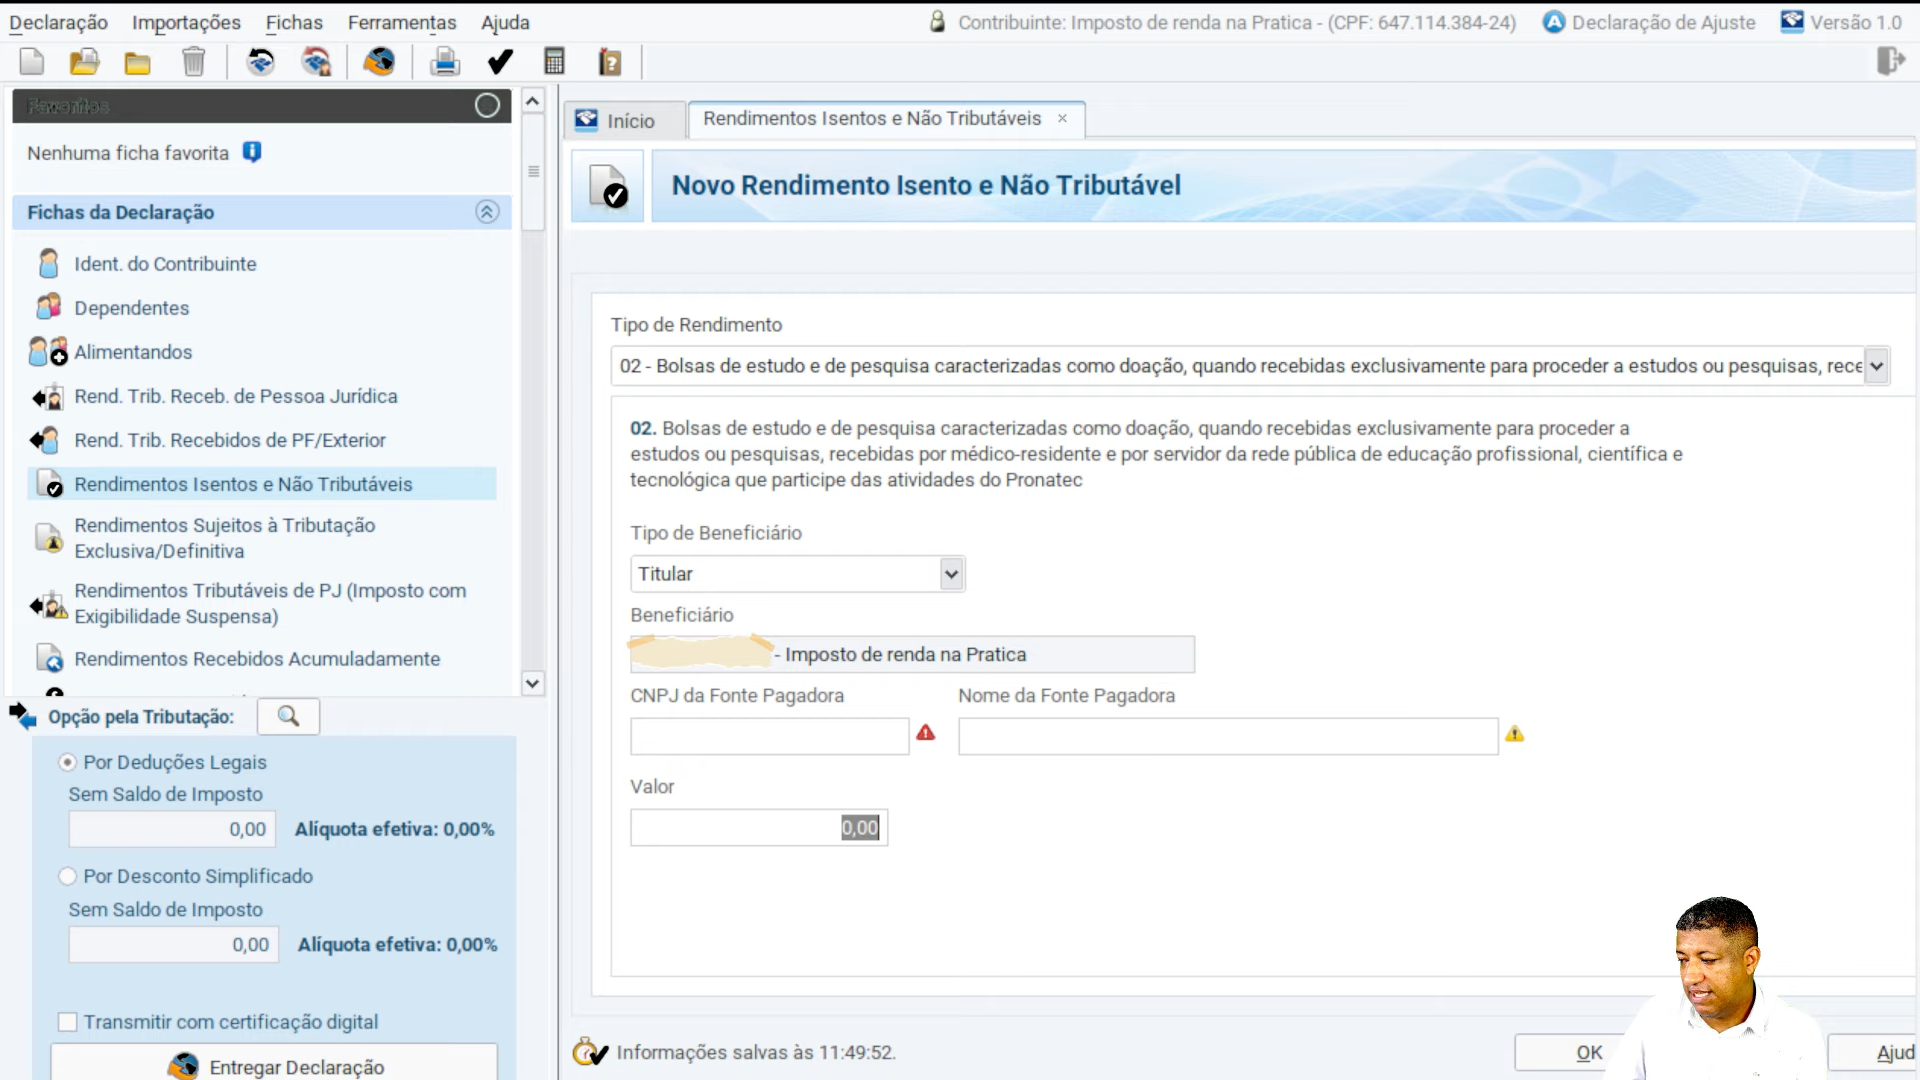 Declaração Importações Fichas Ferramentas Ajuda
Contribuinte: Imposto de renda na Pratica - (CPF: 647.114.384-24) Declaração de Ajuste Versão 1.0
Favoritos
Nenhuma ficha favorita
Fichas da Declaração
Ident. do Contribuinte
Dependentes
Alimentandos
Rend. Trib. Receb. de Pessoa Jurídica
Rend. Trib. Recebidos de PF/Exterior
Rendimentos Isentos e Não Tributáveis
Rendimentos Sujeitos à Tributação
Exclusiva/Definitiva
Rendimentos Tributáveis de PJ (Imposto com
Exigibilidade Suspensa)
Rendimentos Recebidos Acumuladamente
Opção pela Tributação:
Por Deduções Legais
Sem Saldo de Imposto
0,00 Alíquota efetiva: 0,00%
Por Desconto Simplificado
Sem Saldo de Imposto
0,00 Alíquota efetiva: 0,00%
Transmitir com certificação digital
Entregar Declaração
Início Rendimentos Isentos e Não Tributáveis
Novo Rendimento Isento e Não Tributável
Tipo de Rendimento
02 - Bolsas de estudo e de pesquisa caracterizadas como doação, quando recebidas exclusivamente para proceder a estudos ou pesquisas, rece
02. Bolsas de estudo e de pesquisa caracterizadas como doação, quando recebidas exclusivamente para proceder a
estudos ou pesquisas, recebidas por médico-residente e por servidor da rede pública de educação profissional, científica e
tecnológica que participe das atividades do Pronatec
Tipo de Beneficiário
Titular
Beneficiário
- Imposto de renda na Pratica
CNPJ da Fonte Pagadora Nome da Fonte Pagadora
Valor
0,00
Informações salvas às 11:49:52.
OK Ajud